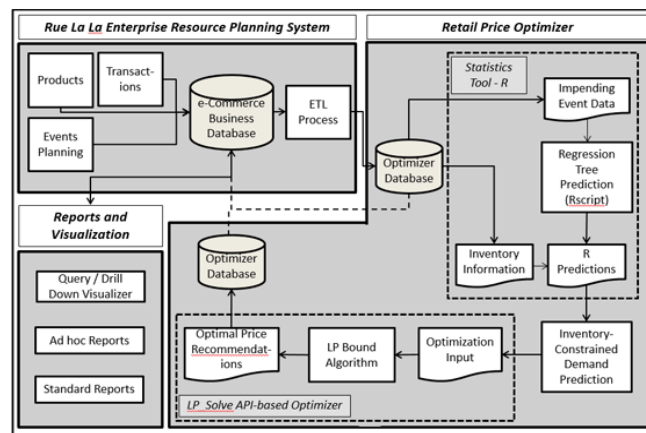 Rue La La Enterprise Resource Planning System
Retail Price Optimizer
Products
Transact-
ions
Events
Planning
e-Commerce
Business
Database
ETL
Process
Statistics
Tool - R
Impending
Event Data
Optimizer
Database
Regression
Tree
Prediction
(Rscript)
Inventory
Information
R
Predictions
Reports and
Visualization
Query / Drill
Down Visualizer
Ad hoc Reports
Standard Reports
Optimizer
Database
Optimal Price
Recommendat-
ions
LP Bound
Algorithm
Optimization
Input
Inventory-
Constrained
Demand
Prediction
LP_Solve API-based Optimizer